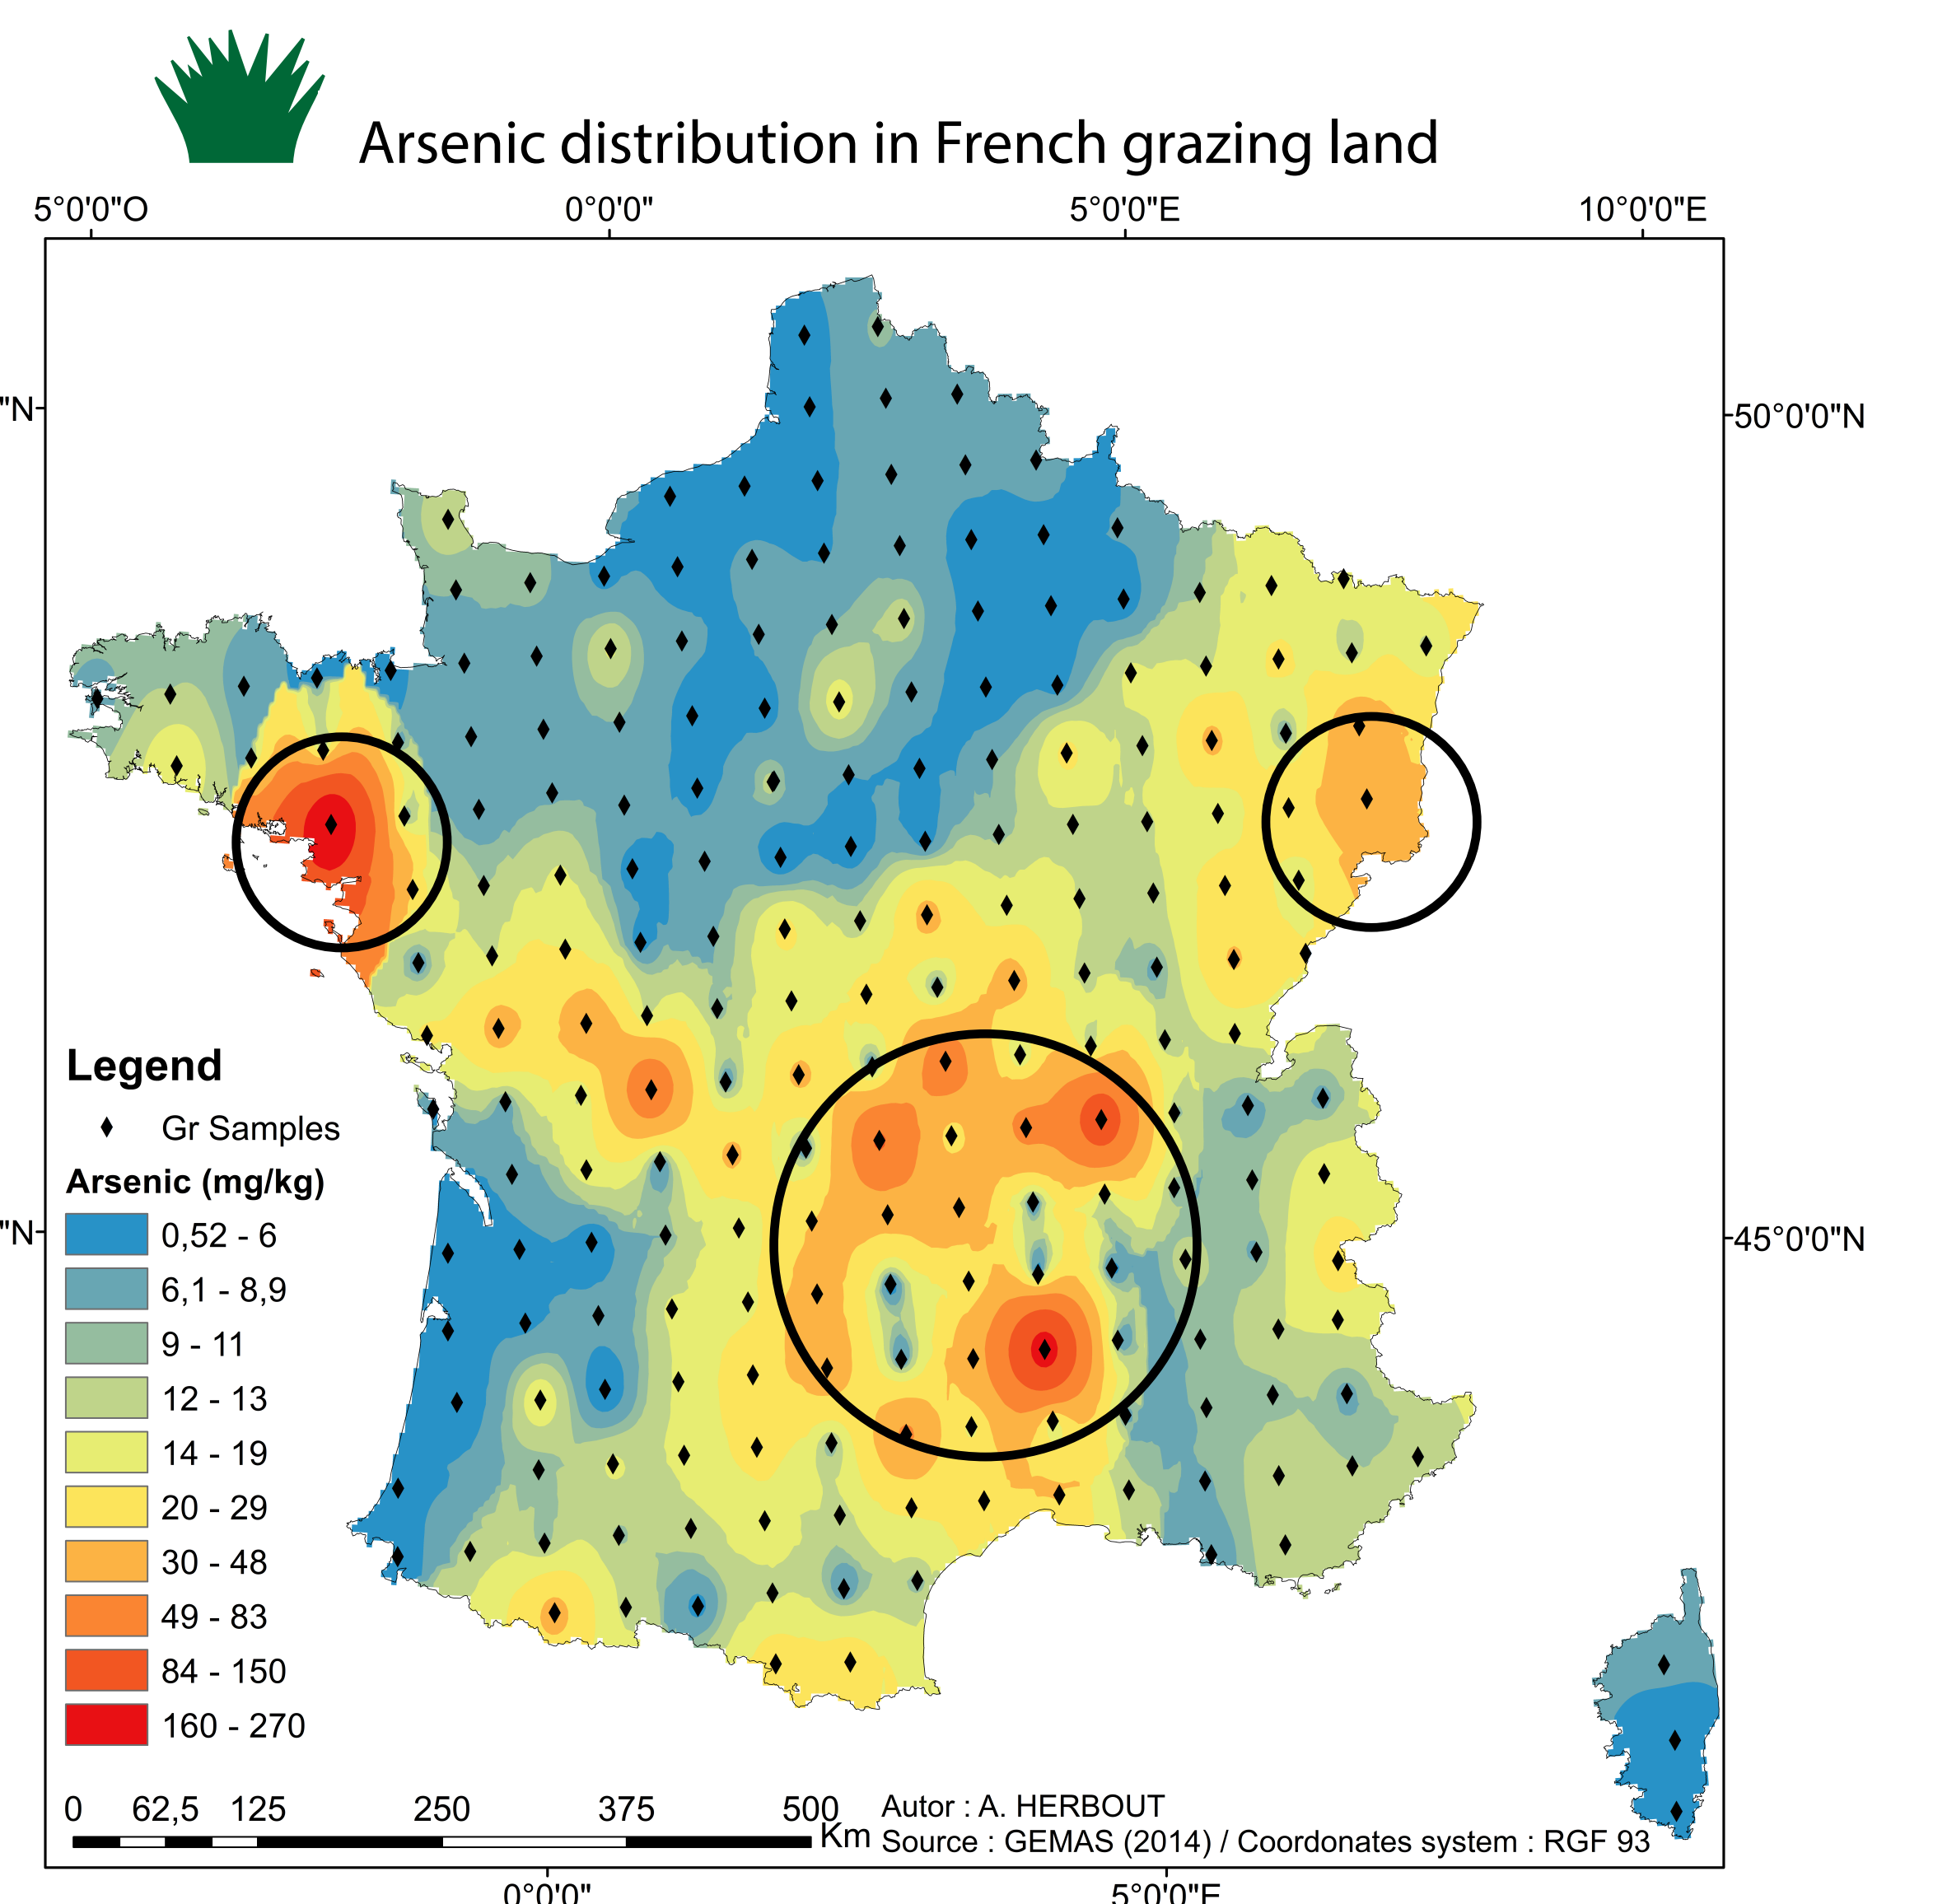 Arsenic distribution in French grazing land
5°0'0"O 0°0'0" 5°0'0"E 10°0'0"E
"N 50°0'0"N
"N 45°0'0"N
Legend
Gr Samples
Arsenic (mg/kg)
0,52 - 6
6,1 - 8,9
9 - 11
12 - 13
14 - 19
20 - 29
30 - 48
49 - 83
84 - 150
160 - 270
0 62,5 125 250 375 500
Km
Autor : A. HERBOUT
Source : GEMAS (2014) / Coordonates system : RGF 93
0°0'0" 5°0'0"E